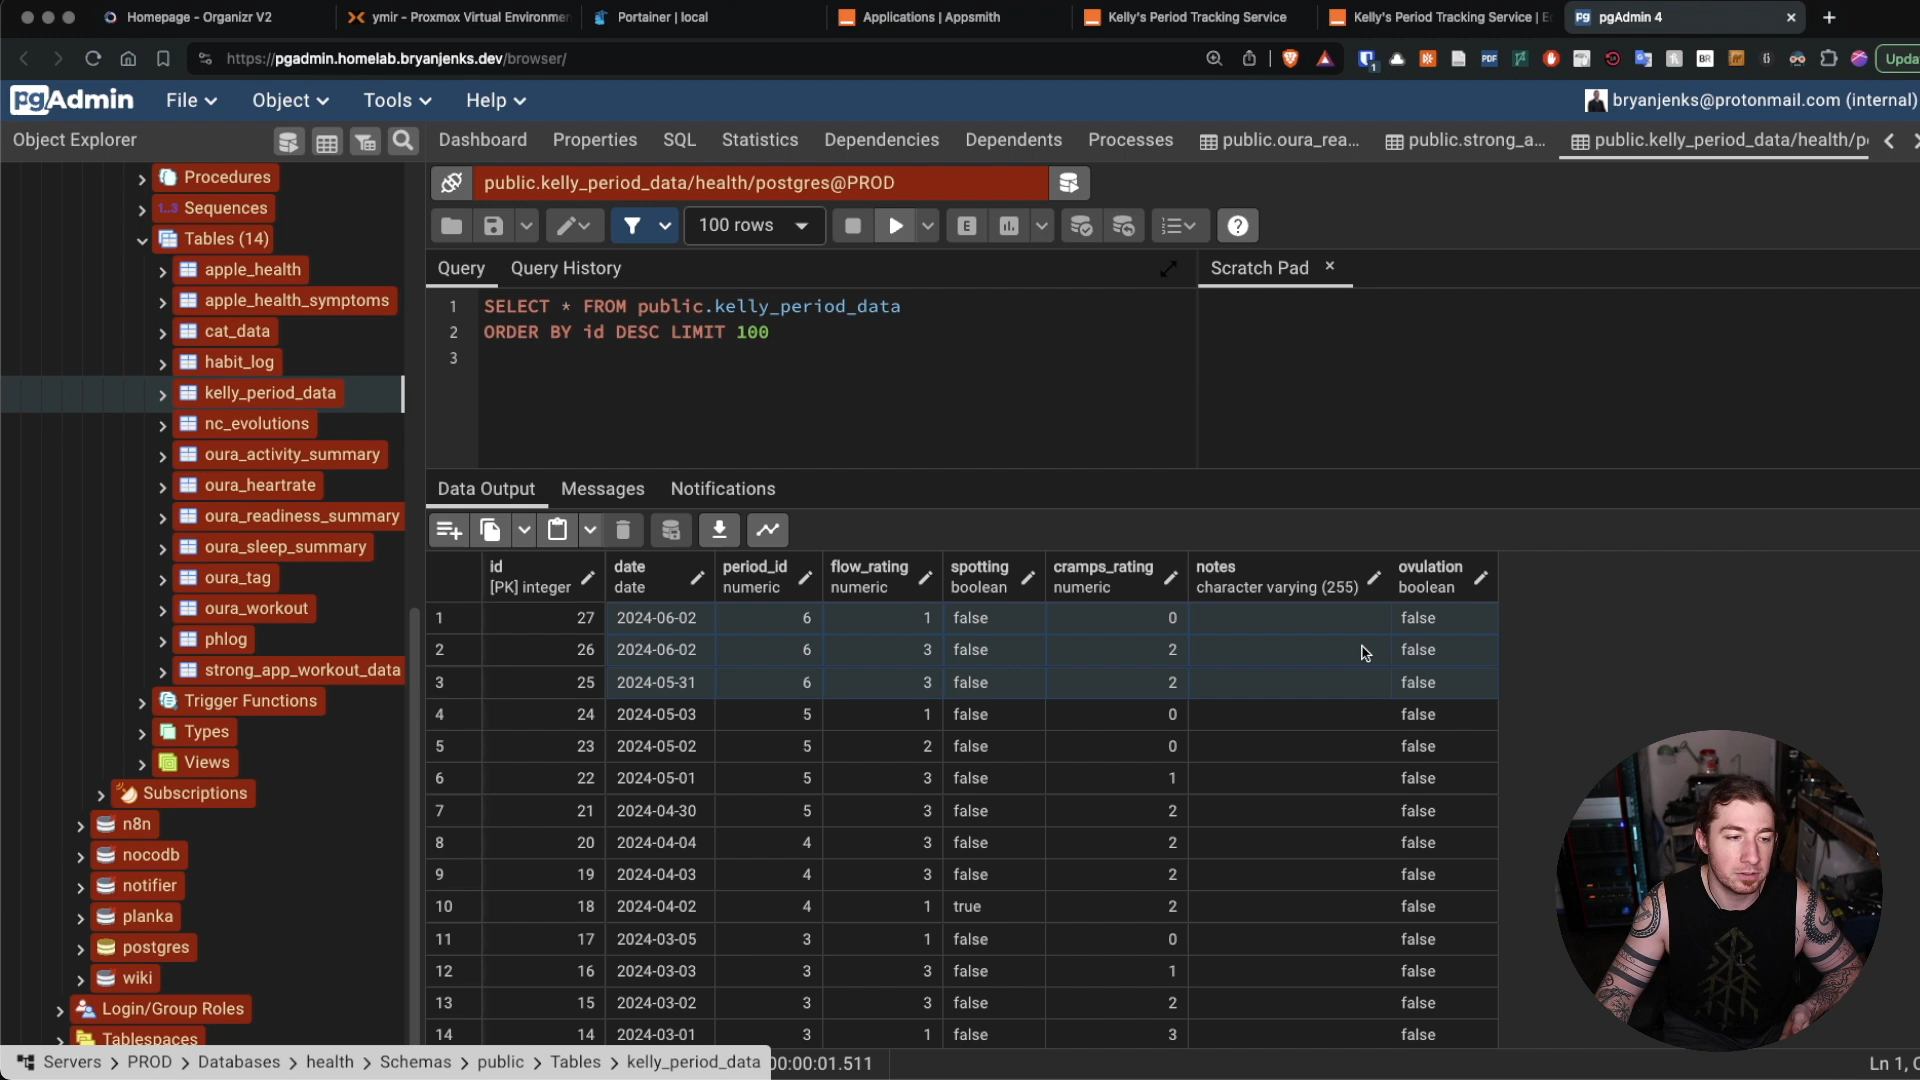 Homepage - Organizr V2
ymir - Proxmox Virtual Environmen
Portainer | local
Applications | Appsmith
Kelly's Period Tracking Service
Kelly's Period Tracking Service | E
pgAdmin 4
https://pgadmin.homelab.bryanjenks.dev/browser/
Upda
pgAdmin
File
Object
Tools
Help
bryanjenks@protonmail.com (internal)
Object Explorer
Dashboard
Properties
SQL
Statistics
Dependencies
Dependents
Processes
public.oura_rea...
public.strong_a...
public.kelly_period_data/health/p
Procedures
1..3 Sequences
Tables (14)
apple_health
apple_health_symptoms
cat_data
habit_log
kelly_period_data
nc_evolutions
oura_activity_summary
oura_heartrate
oura_readiness_summary
oura_sleep_summary
oura_tag
oura_workout
phlog
strong_app_workout_data
Trigger Functions
Types
Views
Subscriptions
n8n
nocodb
notifier
planka
postgres
wiki
Login/Group Roles
Tablespaces
public.kelly_period_data/health/postgres@PROD
100 rows
E
Query
Query History
Scratch Pad
1 SELECT * FROM public.kelly_period_data
2 ORDER BY id DESC LIMIT 100
3
Data Output
Messages
Notifications
id date period_id flow_rating spotting cramps_rating notes ovulation
[PK] integer date numeric numeric boolean numeric character varying (255) boolean
1 27 2024-06-02 6 1 false 0 false
2 26 2024-06-02 6 3 false 2 false
3 25 2024-05-31 6 3 false 2 false
4 24 2024-05-03 5 1 false 0 false
5 23 2024-05-02 5 2 false 0 false
6 22 2024-05-01 5 3 false 1 false
7 21 2024-04-30 5 3 false 2 false
8 20 2024-04-04 4 3 false 2 false
9 19 2024-04-03 4 3 false 2 false
10 18 2024-04-02 4 1 true 2 false
11 17 2024-03-05 3 1 false 0 false
12 16 2024-03-03 3 3 false 1 false
13 15 2024-03-02 3 3 false 2 false
14 14 2024-03-01 3 1 false 3 false
Servers > PROD > Databases > health > Schemas > public > Tables > kelly_period_data
00:00:01.511
Ln 1, C